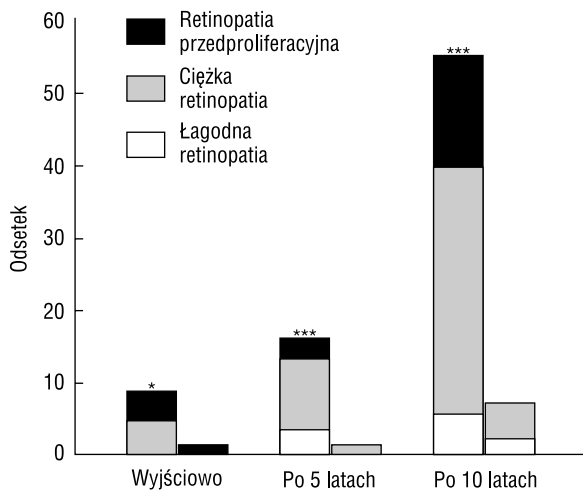 Retinopatia
przedproliferacyjna
Ciężka
retinopatia
Łagodna
retinopatia
Odsetek
60
50
40
30
20
10
0
*
***
***
Wyjściowo
Po 5 latach
Po 10 latach